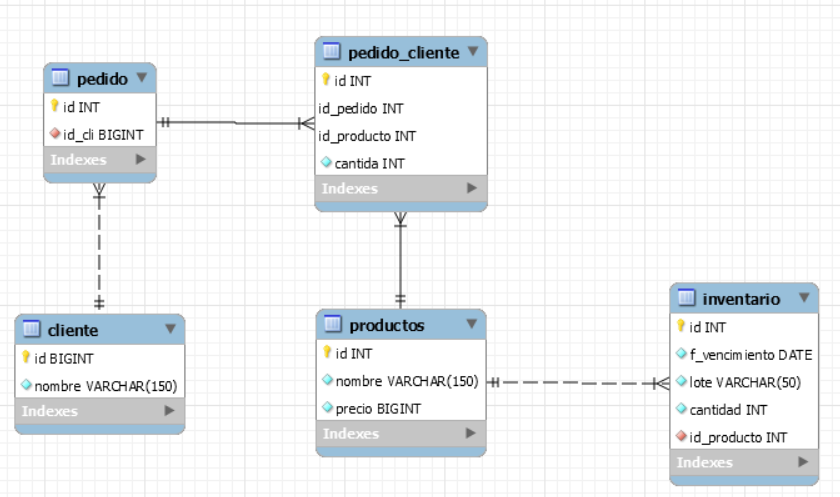 pedido
id INT
id_cli BIGINT
Indexes
pedido_cliente
id INT
id_pedido INT
id_producto INT
cantida INT
Indexes
cliente
id BIGINT
nombre VARCHAR(150)
Indexes
productos
id INT
nombre VARCHAR(150)
precio BIGINT
Indexes
inventario
id INT
f_vencimiento DATE
lote VARCHAR(50)
cantidad INT
id_producto INT
Indexes